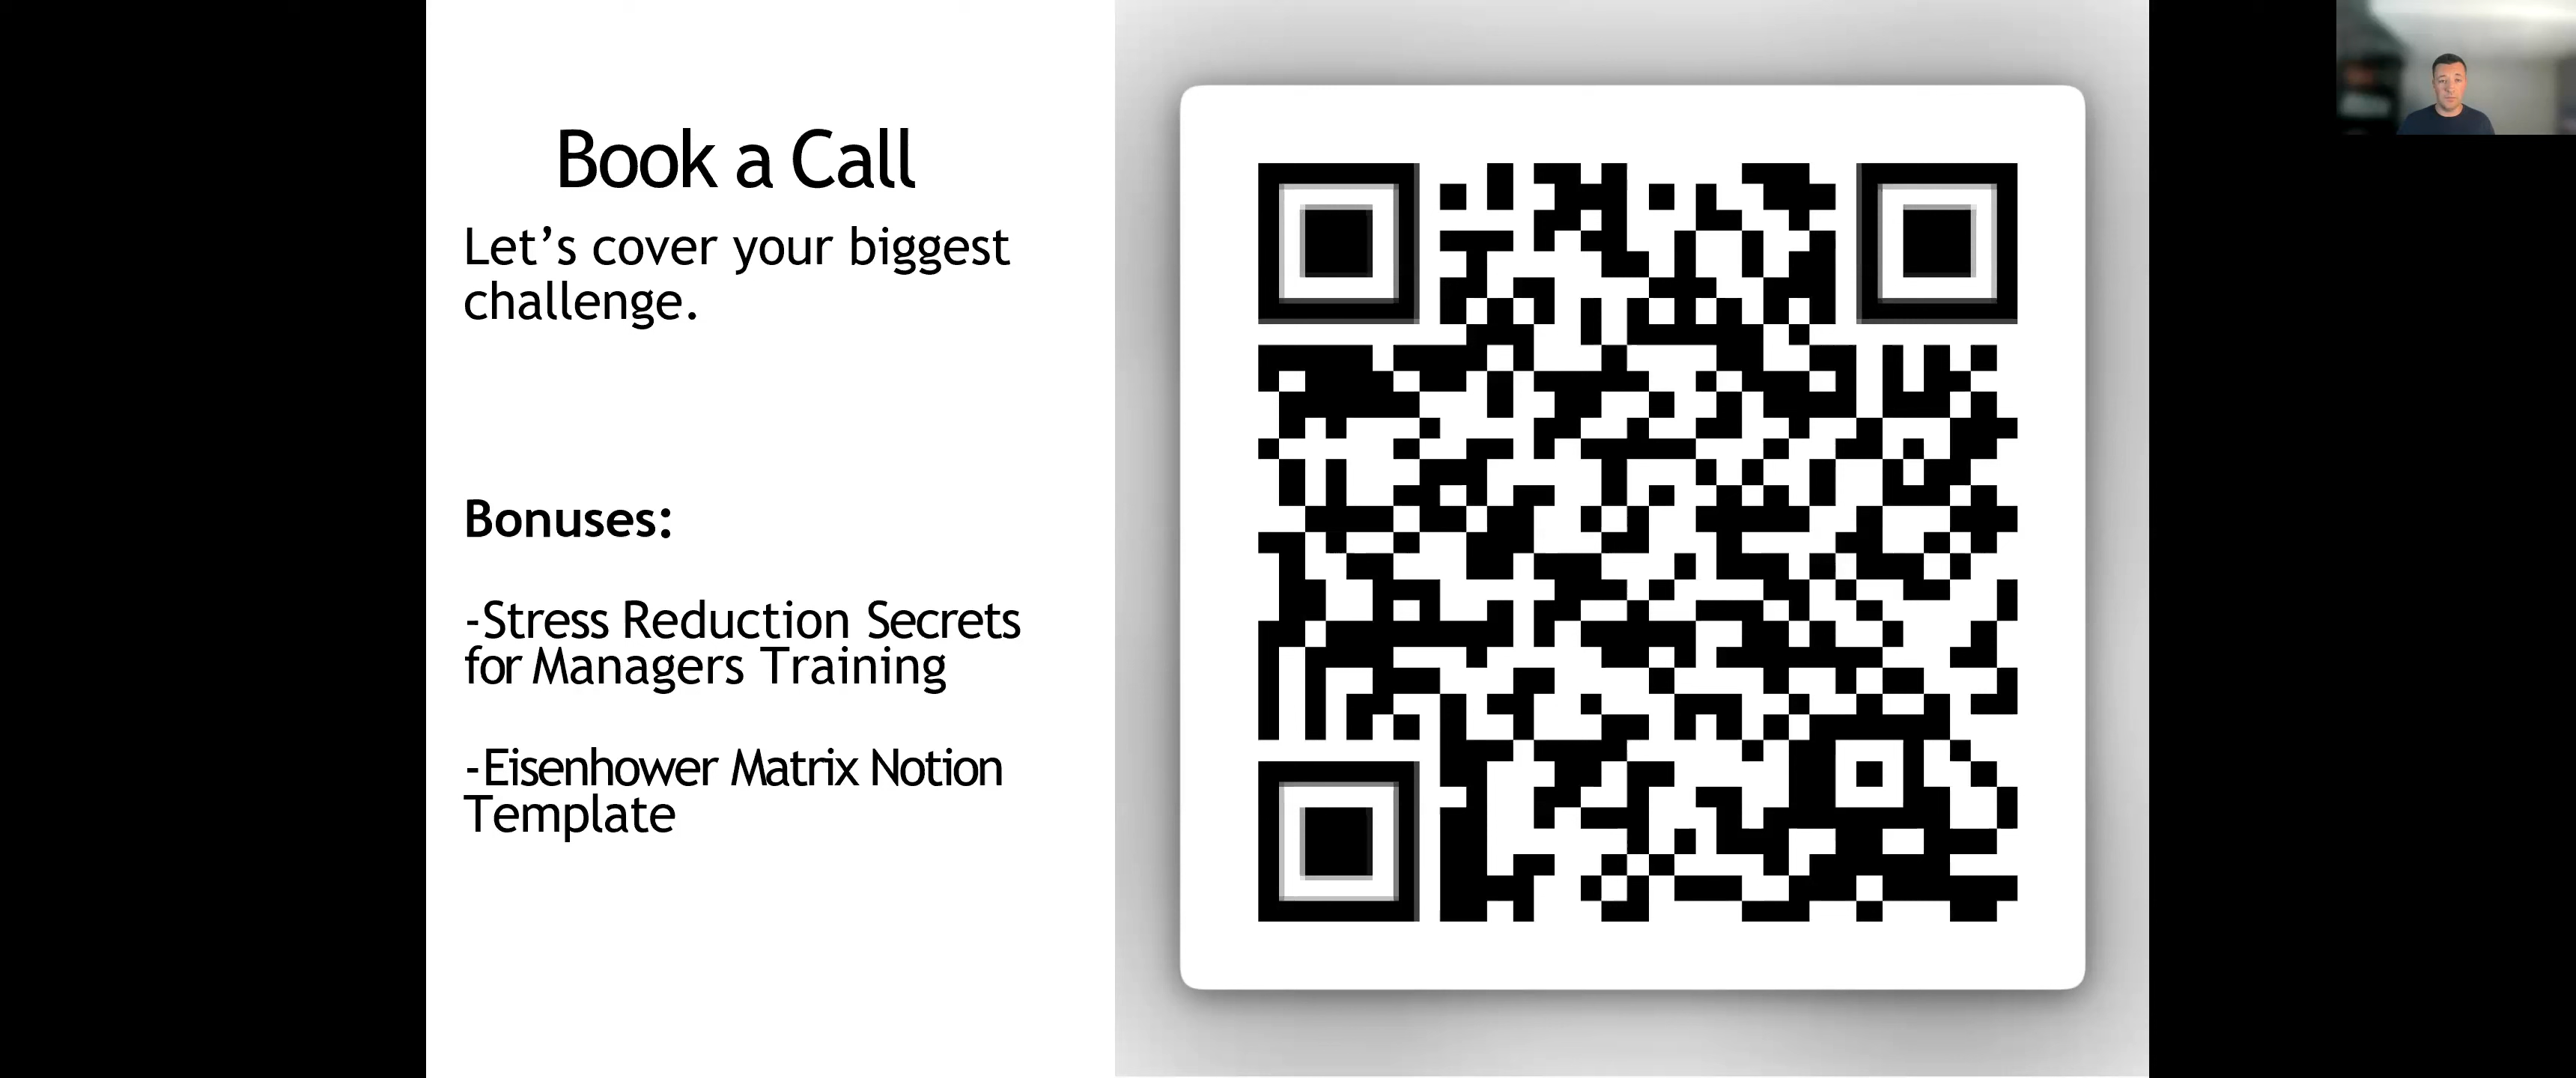 Book a Call
Let’s cover your biggest
challenge.
Bonuses:
-Stress Reduction Secrets
for Managers Training
-Eisenhower Matrix Notion
Template